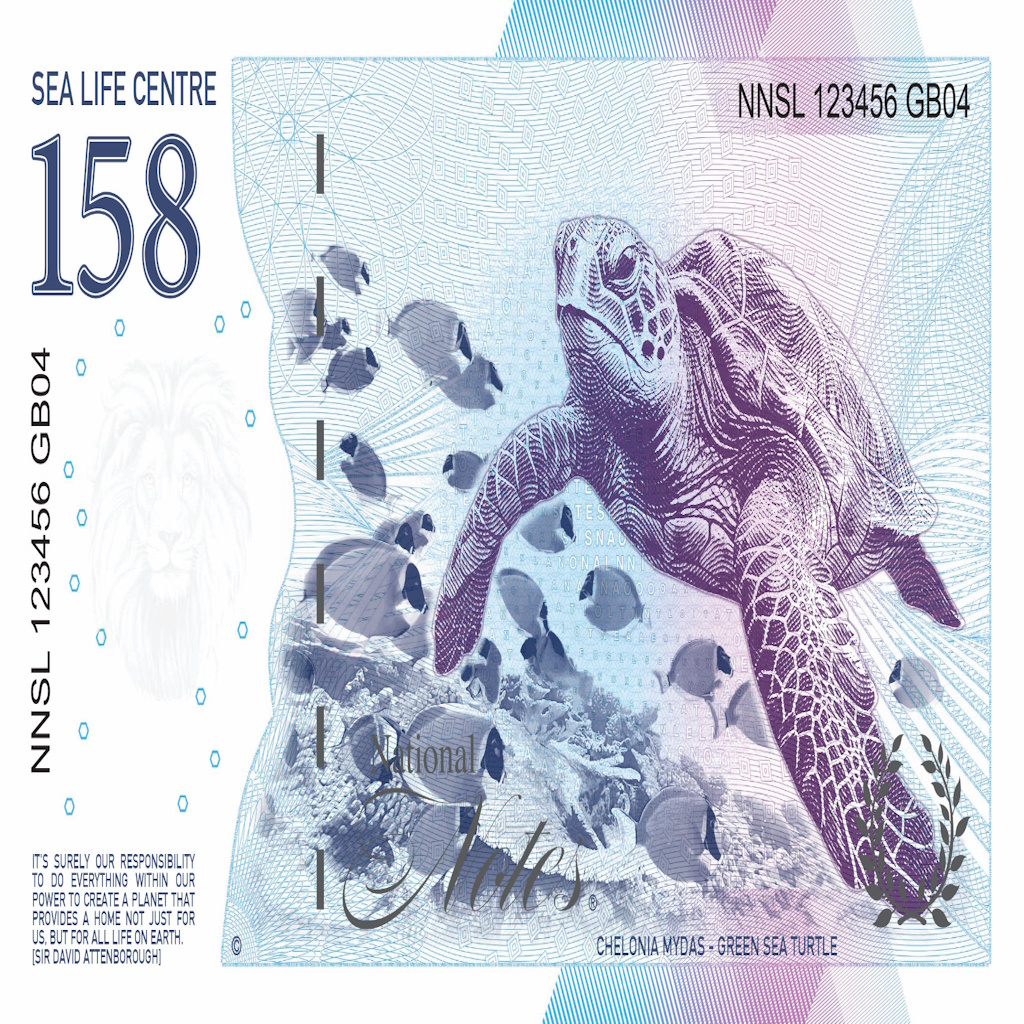 SEA LIFE CENTRE
158
NNSL 123456 GB04
NNSL 123456 GB04
National
Notes®
IT'S SURELY OUR RESPONSIBILITY
TO DO EVERYTHING WITHIN OUR
POWER TO CREATE A PLANET THAT
PROVIDES A HOME NOT JUST FOR
US, BUT FOR ALL LIFE ON EARTH.
[SIR DAVID ATTENBOROUGH]
©
CHELONIA MYDAS - GREEN SEA TURTLE